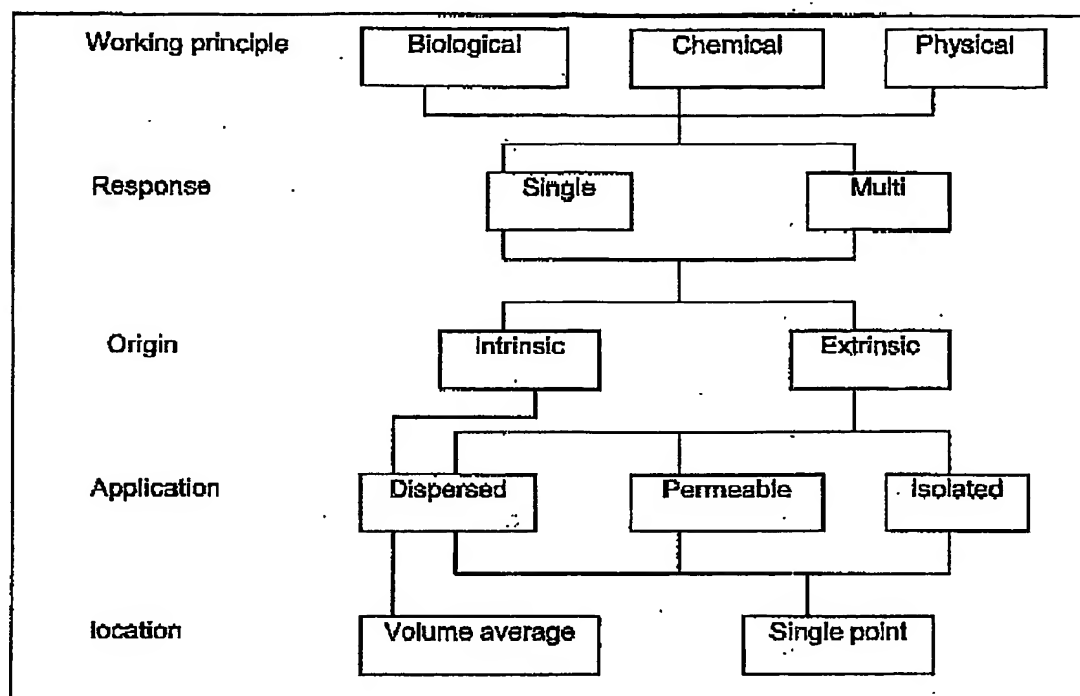 Working principle Biological Chemical Physical
Response Single Multi
Origin Intrinsic Extrinsic
Application Dispersed Permeable Isolated
location Volume average Single point